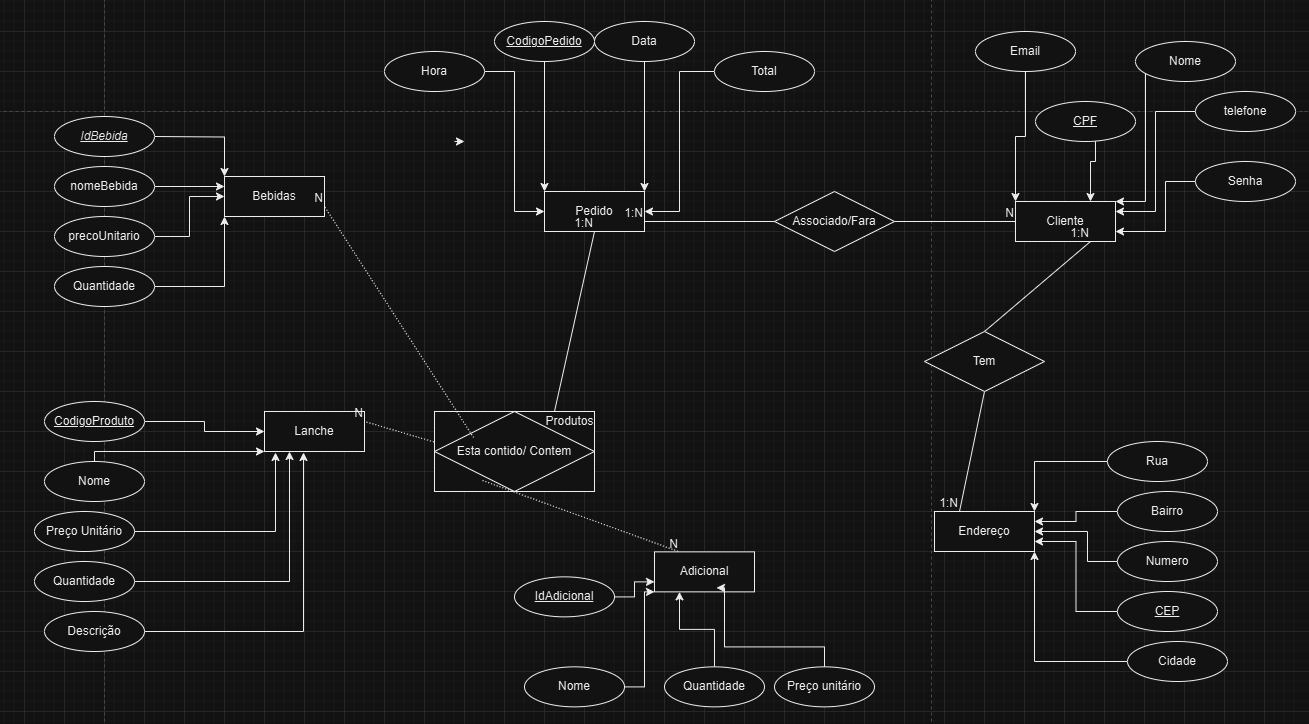 CodigoPedido
Data
Hora
Total
Email
Nome
telefone
CPF
Senha
IdBebida
nomeBebida
precoUnitario
Quantidade
Bebidas
N
Pedido
1:N
1:N
Associado/Fara
N
Cliente
1:N
Tem
CodigoProduto
Nome
Preço Unitário
Quantidade
Descrição
N
Lanche
Produtos
Esta contido/ Contem
1:N
Endereço
Rua
Bairro
Numero
CEP
Cidade
N
Adicional
IdAdicional
Nome
Quantidade
Preço unitário